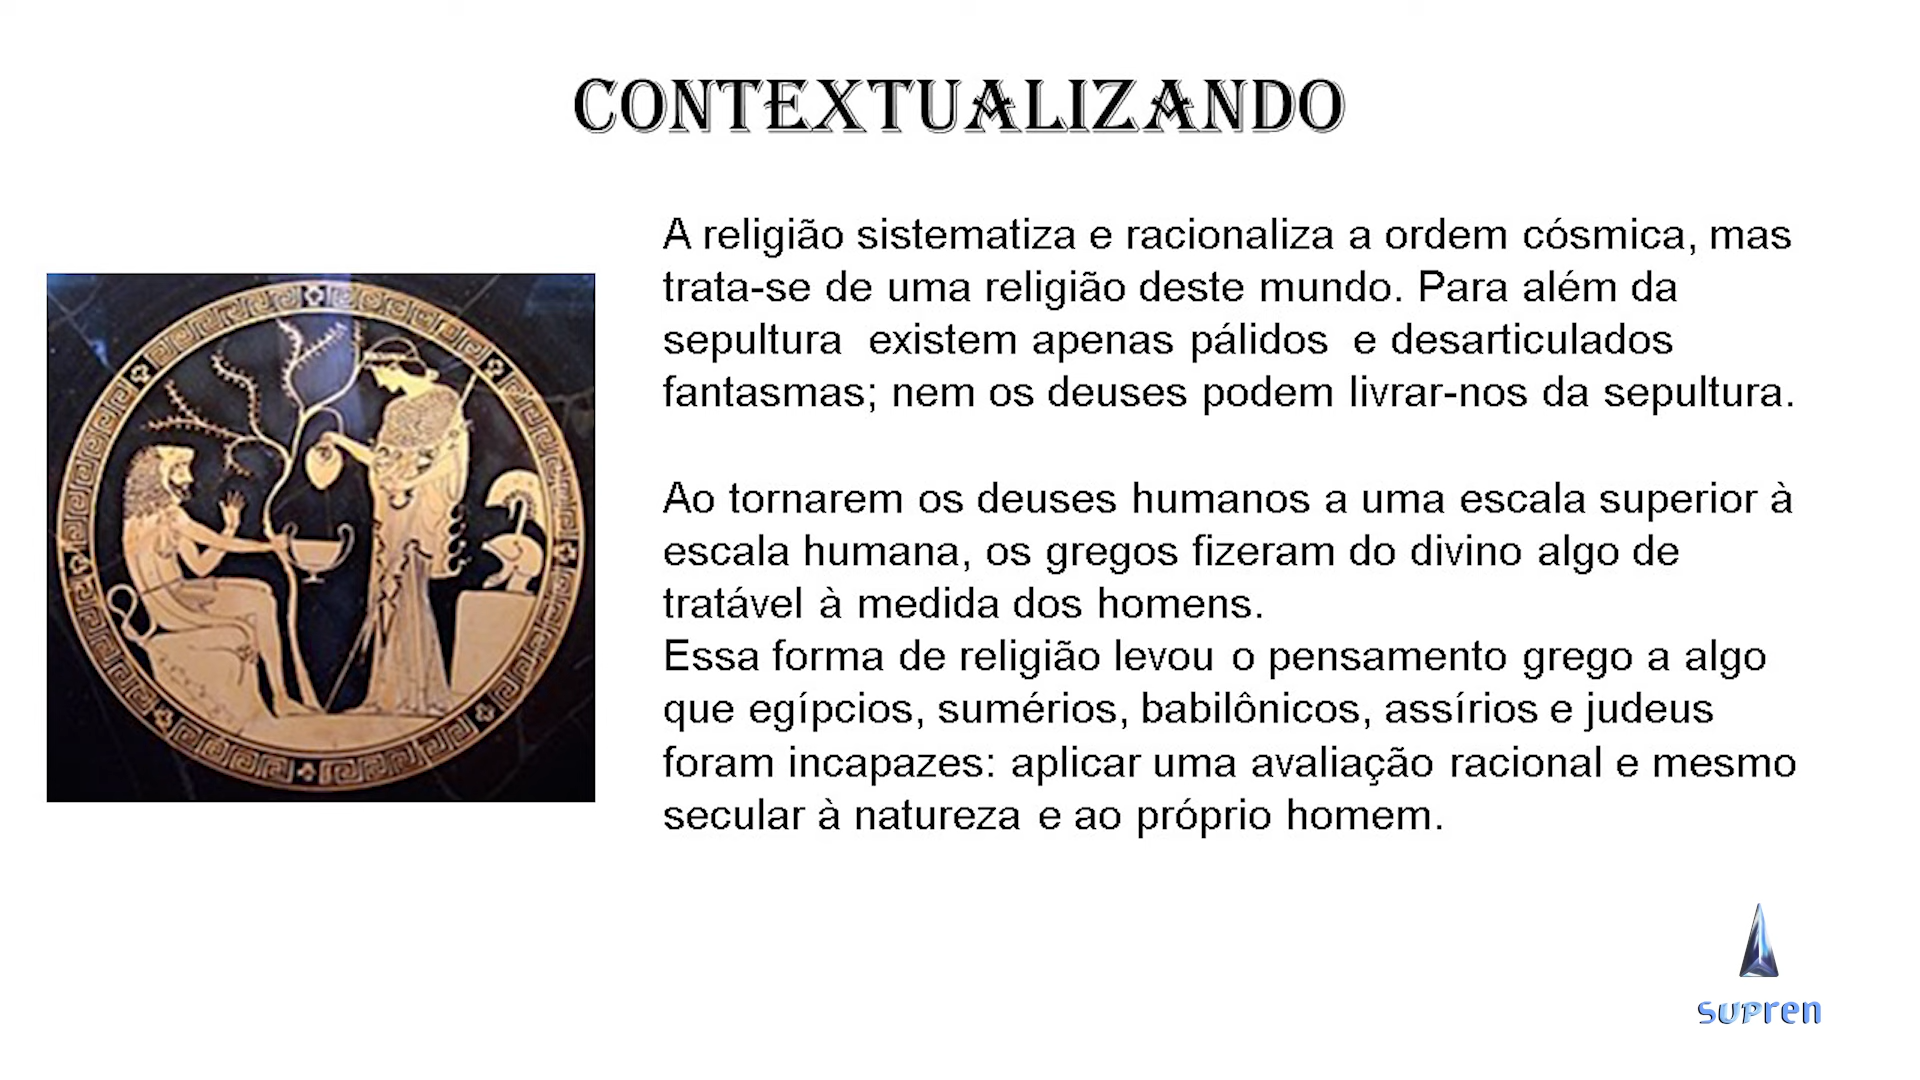 CONTEXTUALIZANDO
A religião sistematiza e racionaliza a ordem cósmica, mas
trata-se de uma religião deste mundo. Para além da
sepultura existem apenas pálidos e desarticulados
fantasmas; nem os deuses podem livrar-nos da sepultura.
Ao tornarem os deuses humanos a uma escala superior à
escala humana, os gregos fizeram do divino algo de
tratável à medida dos homens.
Essa forma de religião levou o pensamento grego a algo
que egípcios, sumérios, babilônicos, assírios e judeus
foram incapazes: aplicar uma avaliação racional e mesmo
secular à natureza e ao próprio homem.
supren